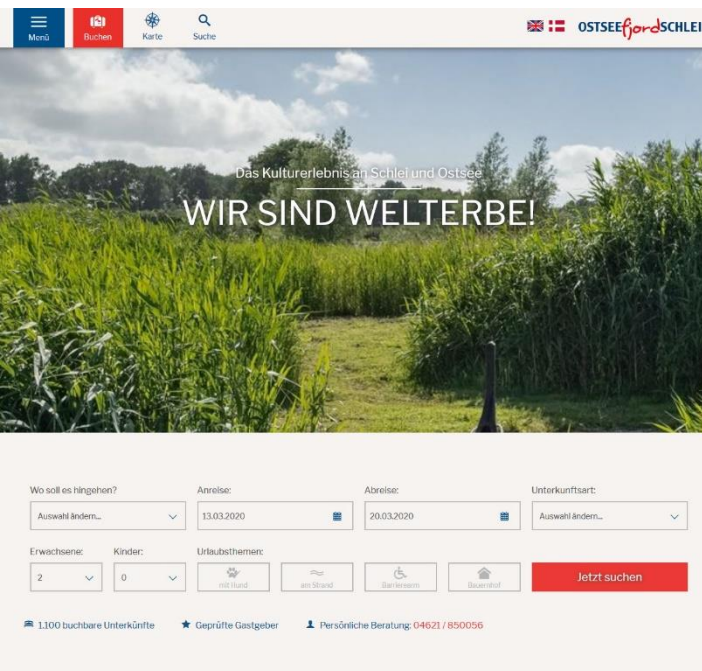 Menü Buchen Karte Suche OSTSEEfjordSCHLEI
Das Kulturerlebnis an Schlei und Ostsee
WIR SIND WELTERBE!
Wo soll es hingehen? Anreise: Abreise: Unterkunftsart:
Auswahl ändern... 13.03.2020 20.03.2020 Auswahl ändern...
Erwachsene: Kinder: Urlaubsthemen:
2 0 mit Hund am Strand Barrierearm Bauernhof Jetzt suchen
1.100 buchbare Unterkünfte Geprüfte Gastgeber Persönliche Beratung: 04621 / 850056